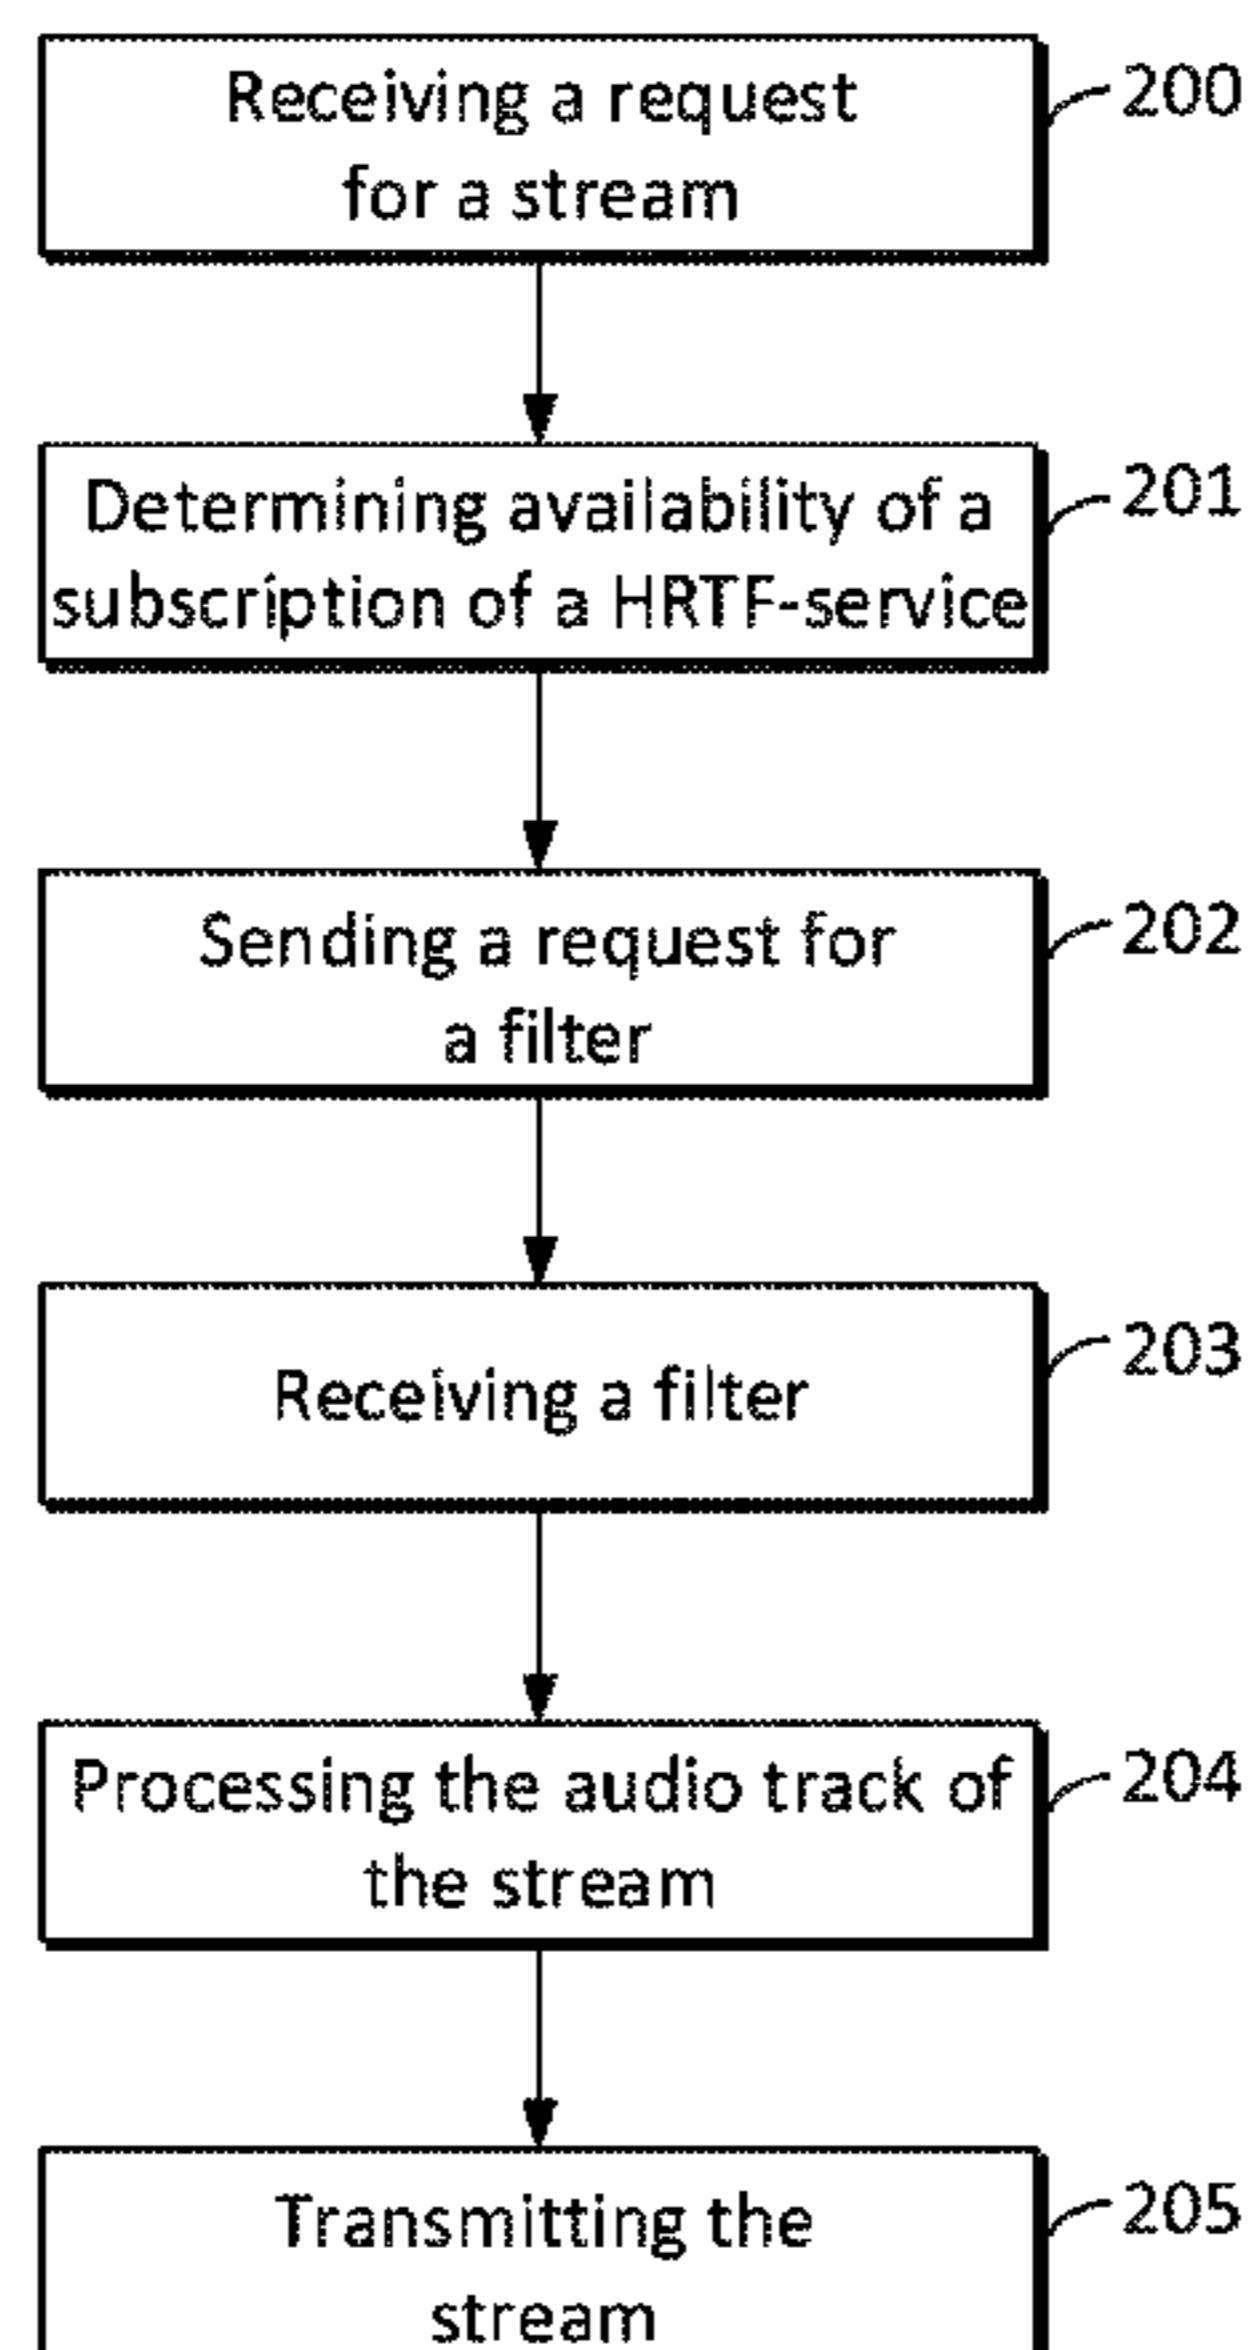 Receiving a request
for a stream
200
Determining availability of a
subscription of a HRTF-service
201
Sending a request for
a filter
202
Receiving a filter
203
Processing the audio track of
the stream
204
Transmitting the
stream
205